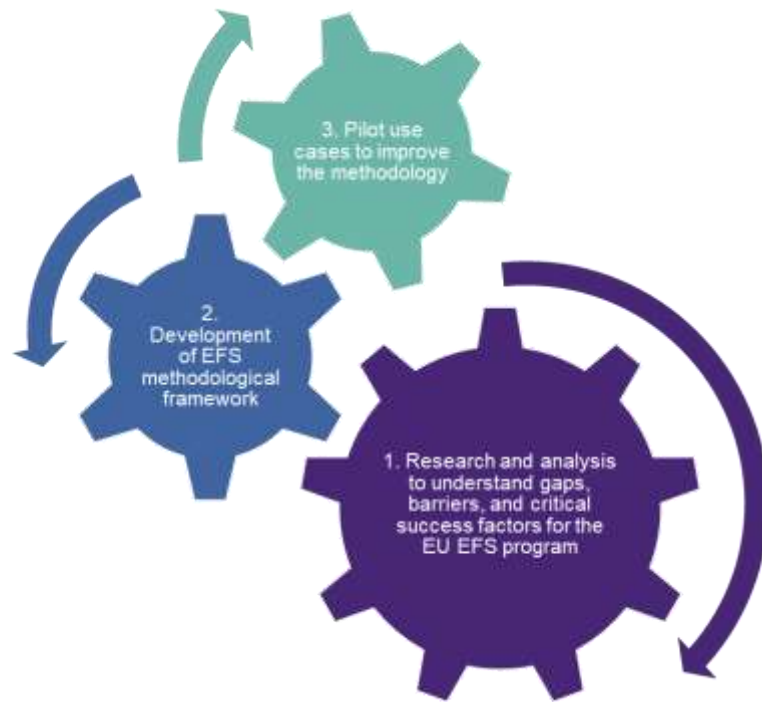 3. Pilot use
cases to improve
the methodology
2.
Development
of EFS
methodological
framework
1. Research and analysis
to understand gaps,
barriers, and critical
success factors for the
EU EFS program